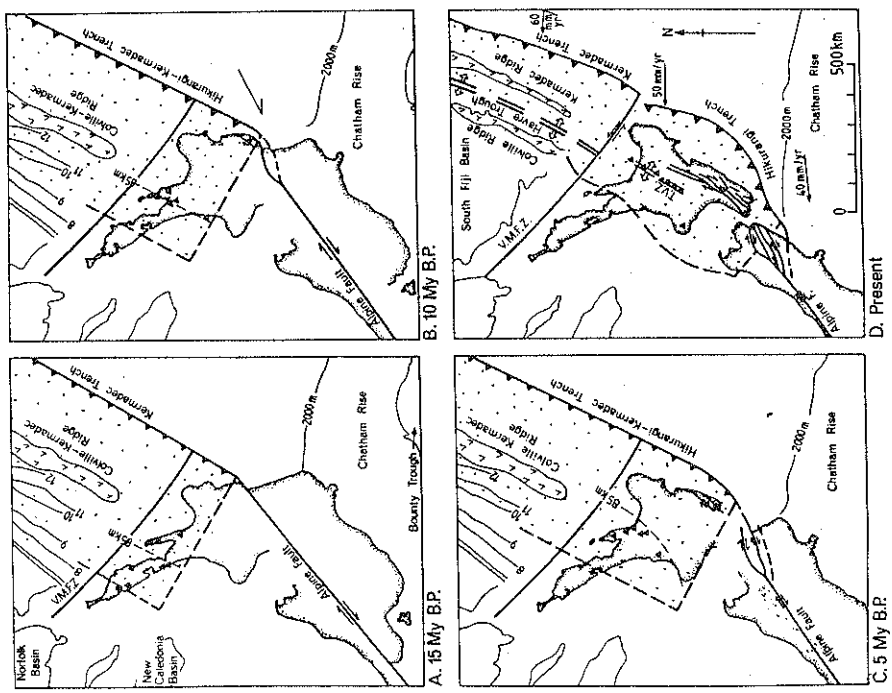 A. 15 My B.P.
Norfolk
Basin
New
Caledonia
Basin
V.M.F.Z.
8
9
10
11
12
Colville-Kermadec
Ridge
85km
Kermadec Trench
Alpine Fault
2000m
Chatham Rise
Bounty Trough
B. 10 My B.P.
8
9
10
11
12
Colville-Kermadec
Ridge
85km
Hikurangi-Kermadec
Trench
Alpine Fault
2000m
Chatham Rise
C. 5 My B.P.
8
9
10
11
12
Colville-Kermadec
Ridge
85km
Hikurangi-Kermadec Trench
Alpine Fault
2000m
Chatham Rise
D. Present
South Fiji Basin
Colville Ridge
Havre Trough
Kermadec Ridge
Kermadec Trench
60
mm/
yr
V.M.F.Z.
TVZ
N
50 mm/yr
Hikurangi Trench
2000m
Chatham Rise
40 mm/yr
Alpine F.
0
500km